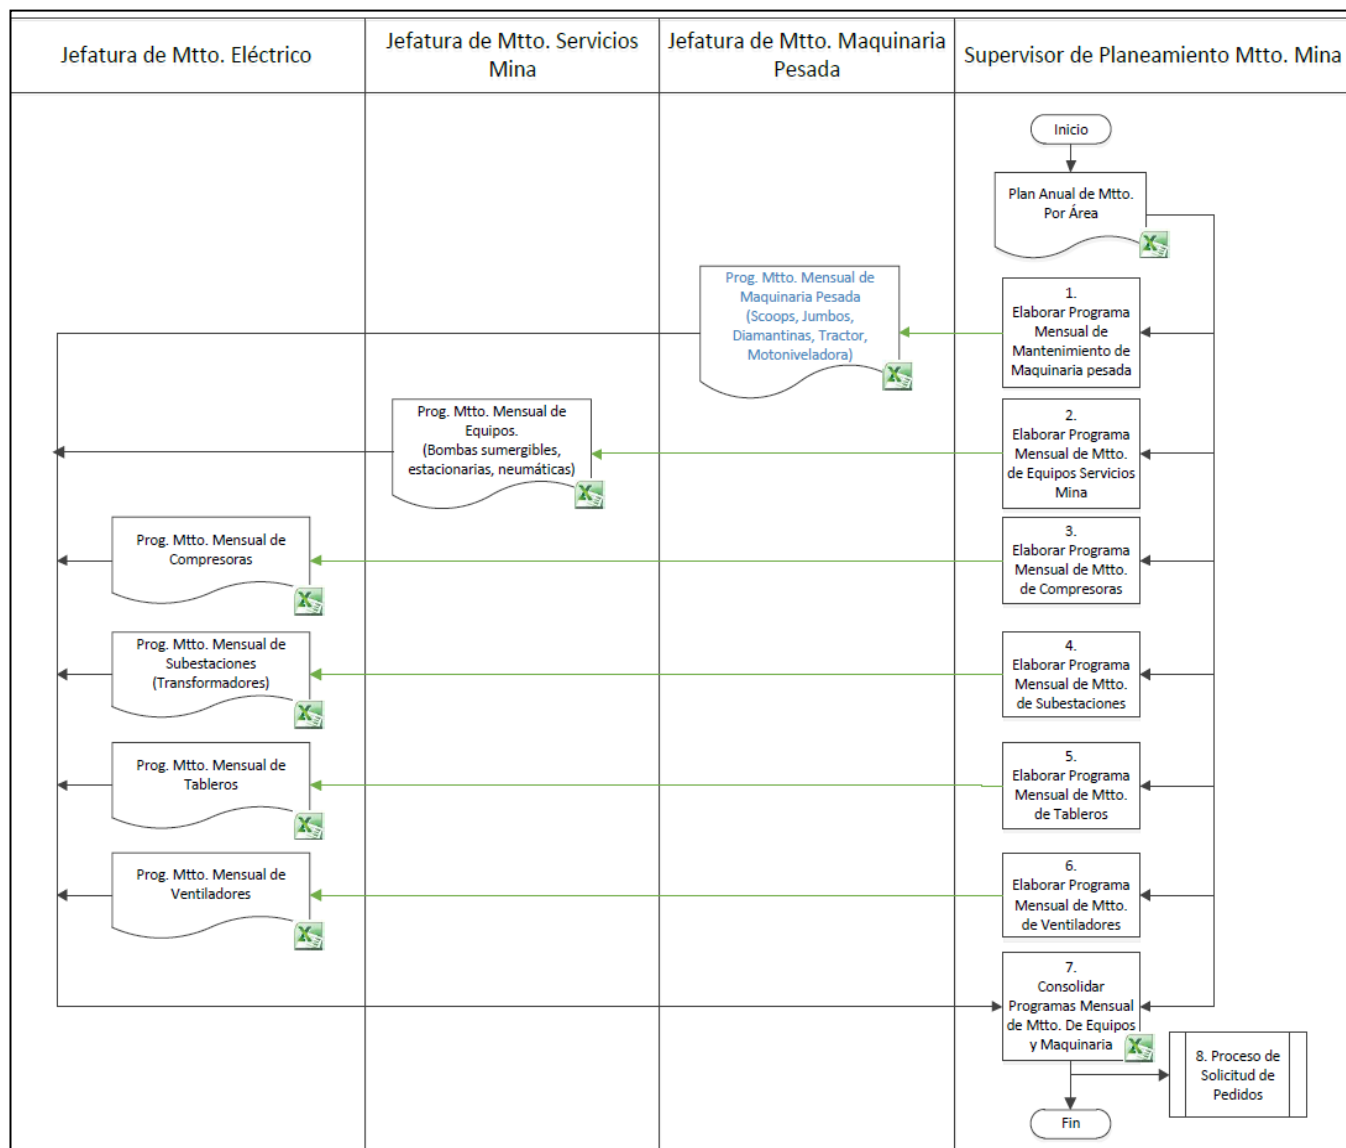 Jefatura de Mtto. Eléctrico
Jefatura de Mtto. Servicios
Mina
Jefatura de Mtto. Maquinaria
Pesada
Supervisor de Planeamiento Mtto. Mina
Inicio
Plan Anual de Mtto.
Por Área
Prog. Mtto. Mensual de
Maquinaria Pesada
(Scoops, Jumbos,
Diamantinas, Tractor,
Motoniveladora)
1.
Elaborar Programa
Mensual de
Mantenimiento de
Maquinaria pesada
Prog. Mtto. Mensual de
Equipos.
(Bombas sumergibles,
estacionarias, neumáticas)
2.
Elaborar Programa
Mensual de Mtto.
de Equipos Servicios
Mina
Prog. Mtto. Mensual de
Compresoras
3.
Elaborar Programa
Mensual de Mtto.
de Compresoras
Prog. Mtto. Mensual de
Subestaciones
(Transformadores)
4.
Elaborar Programa
Mensual de Mtto.
de Subestaciones
Prog. Mtto. Mensual de
Tableros
5.
Elaborar Programa
Mensual de Mtto.
de Tableros
Prog. Mtto. Mensual de
Ventiladores
6.
Elaborar Programa
Mensual de Mtto.
de Ventiladores
7.
Consolidar
Programas Mensual
de Mtto. De Equipos
y Maquinaria
8. Proceso de
Solicitud de
Pedidos
Fin